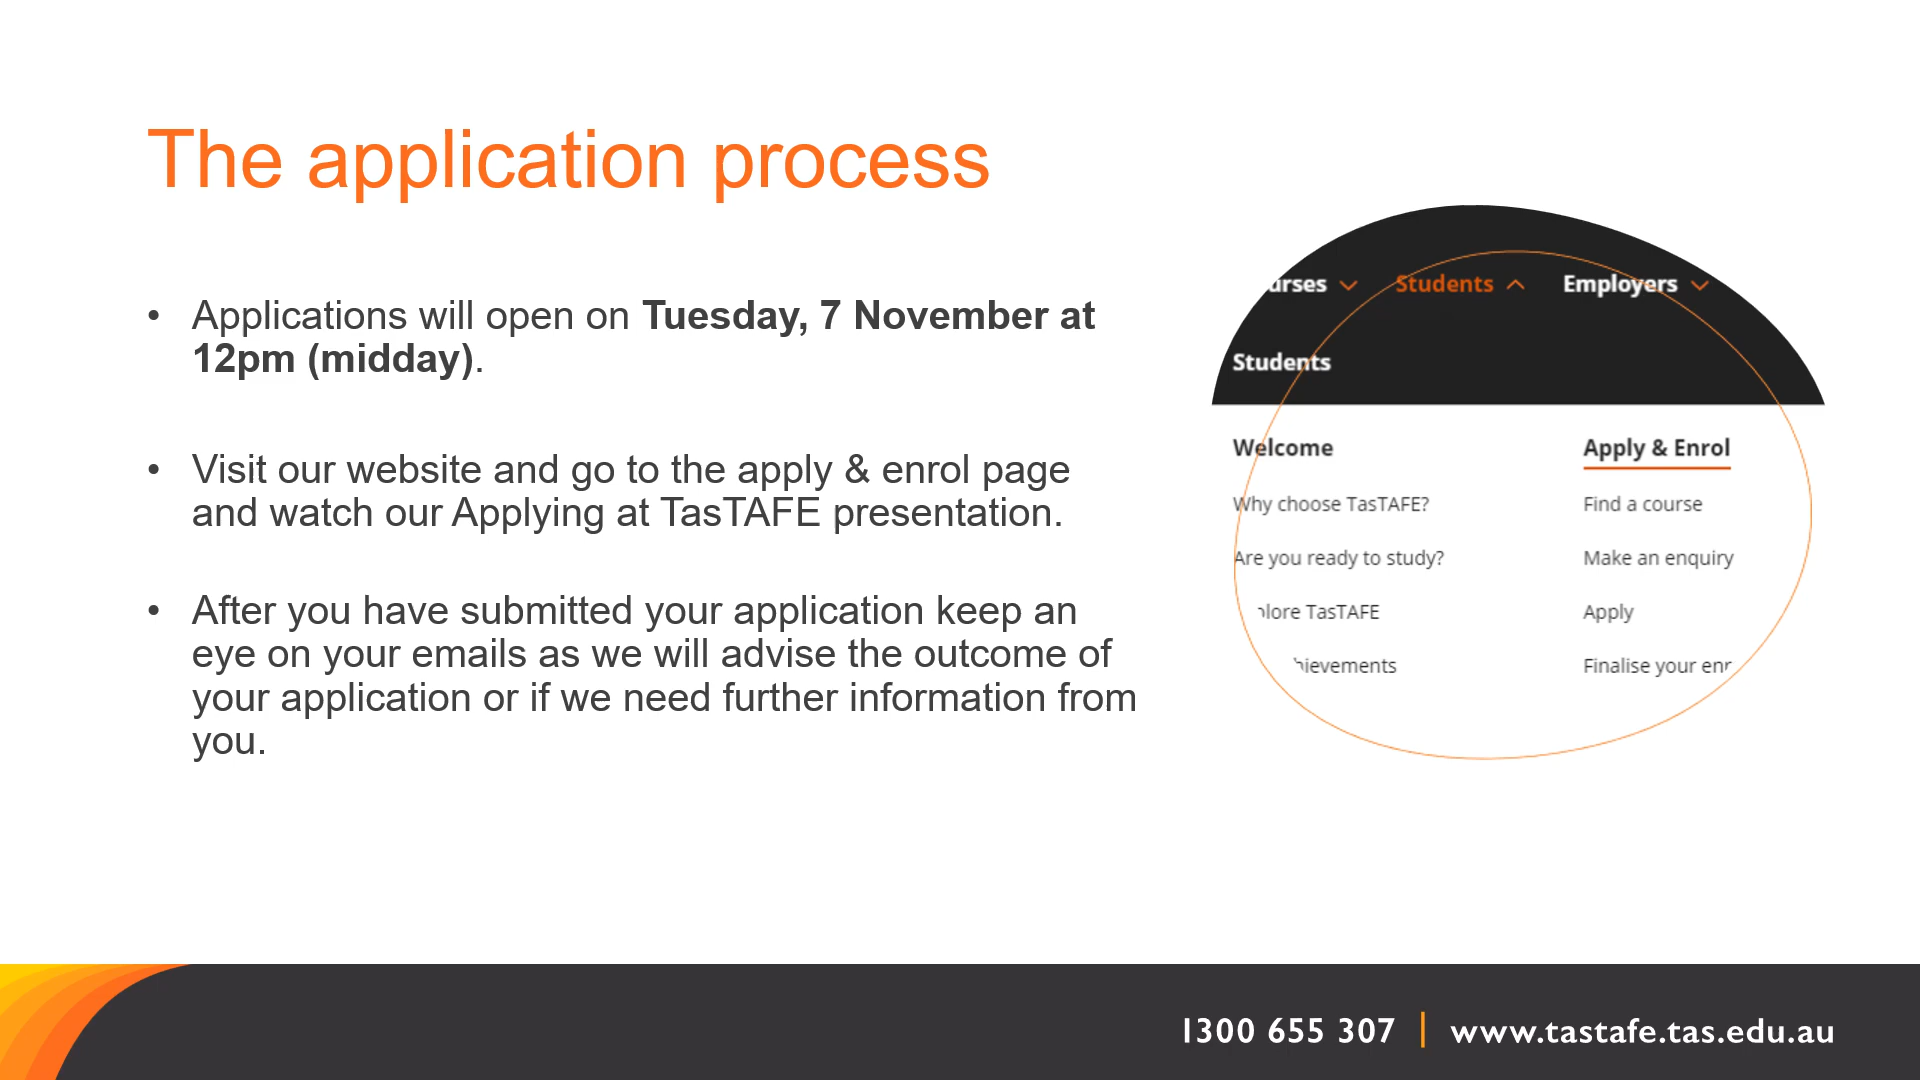 The application process
• Applications will open on Tuesday, 7 November at
12pm (midday).
• Visit our website and go to the apply & enrol page
and watch our Applying at TasTAFE presentation.
• After you have submitted your application keep an
eye on your emails as we will advise the outcome of
your application or if we need further information from
you.
Students Employers
Students
Welcome
Why choose TasTAFE?
Are you ready to study?
TasTAFE
Apply & Enrol
Find a course
Make an enquiry
Apply
Finalise your
1300 655 307 | www.tastafe.tas.edu.au